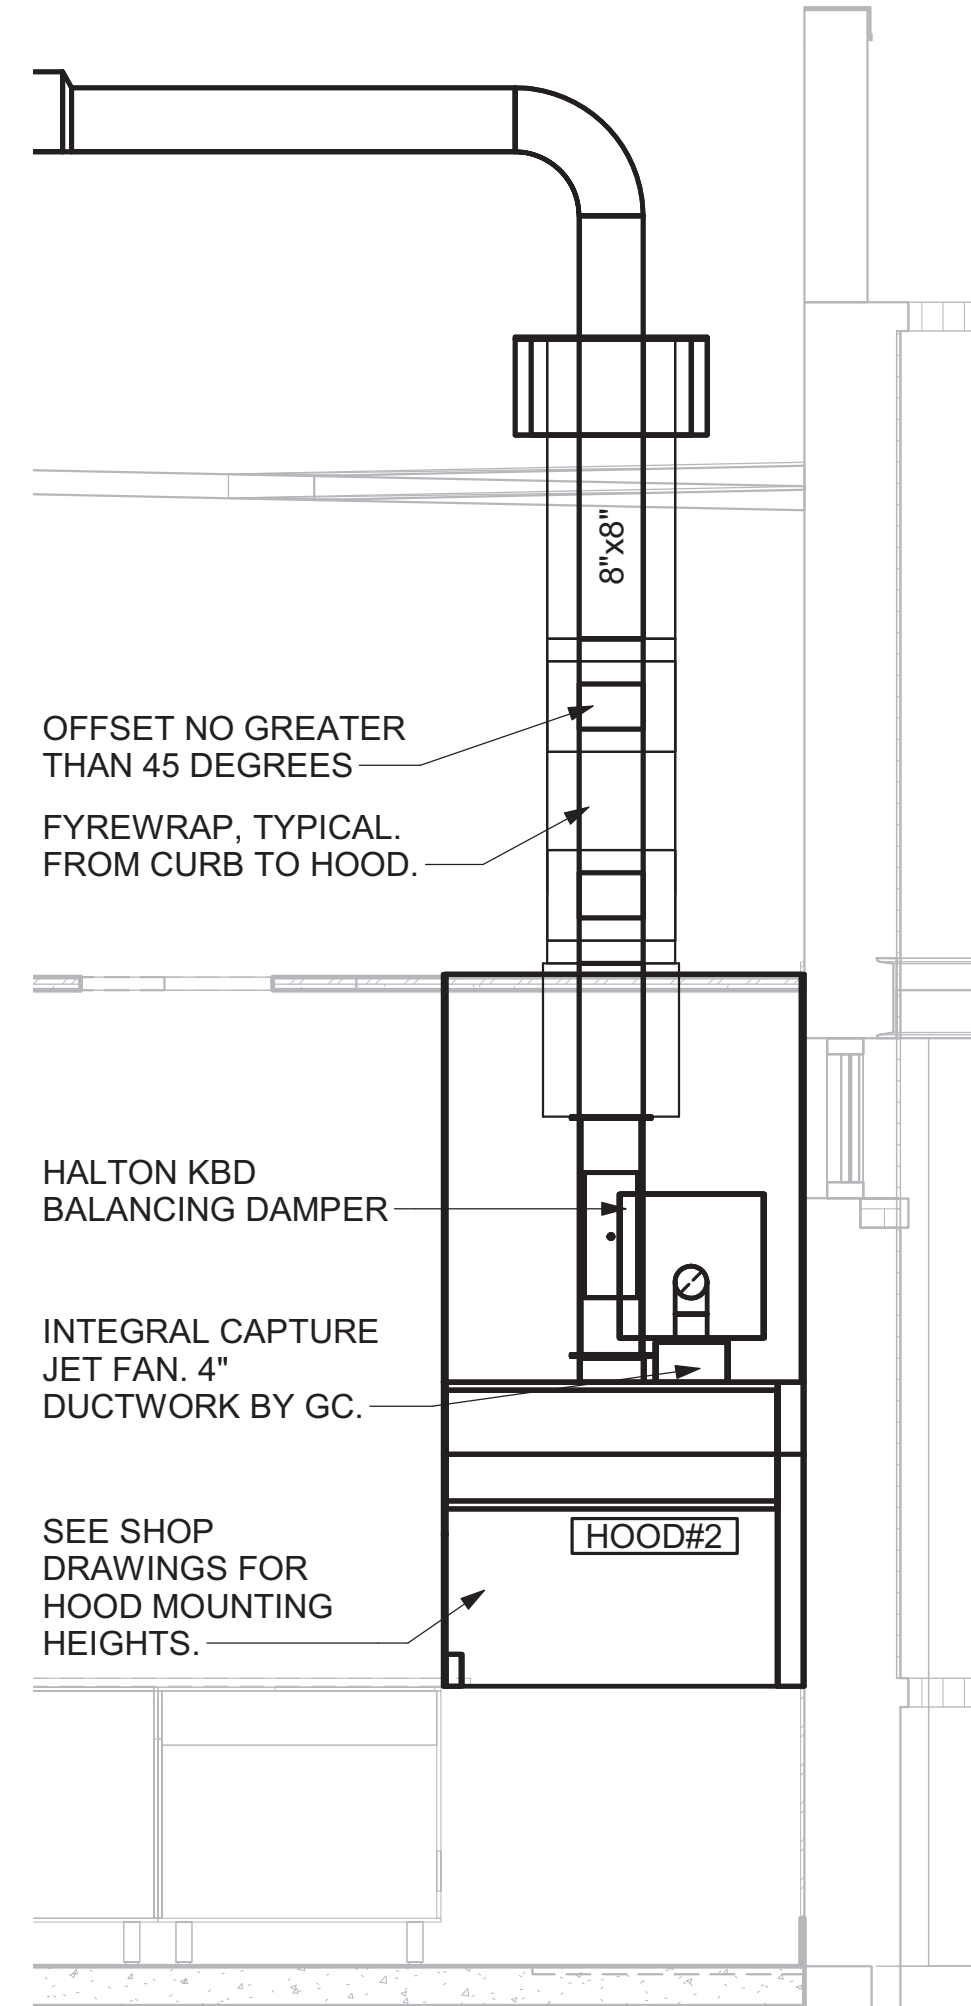 8"x8"
OFFSET NO GREATER
THAN 45 DEGREES
FYREWRAP, TYPICAL.
FROM CURB TO HOOD.
HALTON KBD
BALANCING DAMPER
INTEGRAL CAPTURE
JET FAN. 4"
DUCTWORK BY GC.
SEE SHOP
DRAWINGS FOR
HOOD MOUNTING
HEIGHTS.
HOOD#2